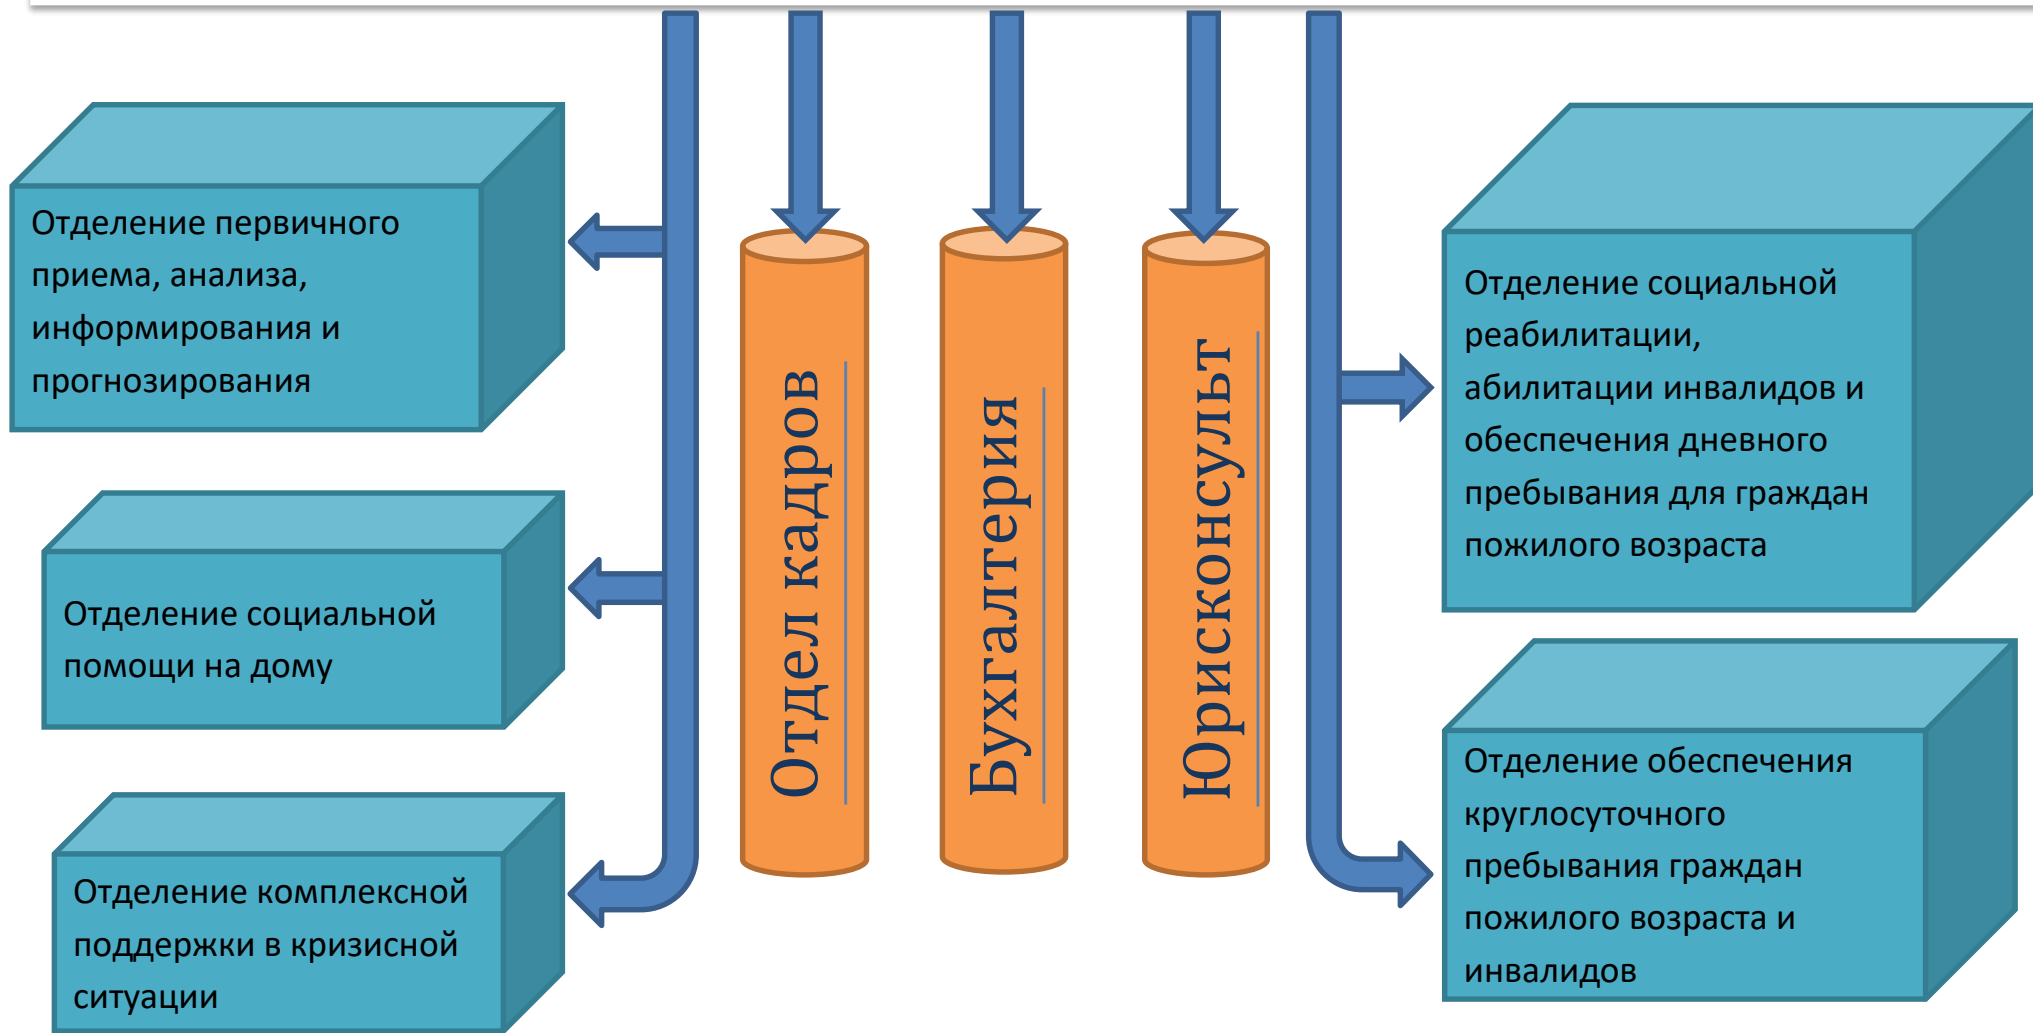 Отделение первичного
приема, анализа,
информирования и
прогнозирования
Отделение социальной
помощи на дому
Отделение комплексной
поддержки в кризисной
ситуации
Отдел кадров
Бухгалтерия
Юрисконсульт
Отделение социальной
реабилитации,
абилитации инвалидов и
обеспечения дневного
пребывания для граждан
пожилого возраста
Отделение обеспечения
круглосуточного
пребывания граждан
пожилого возраста и
инвалидов